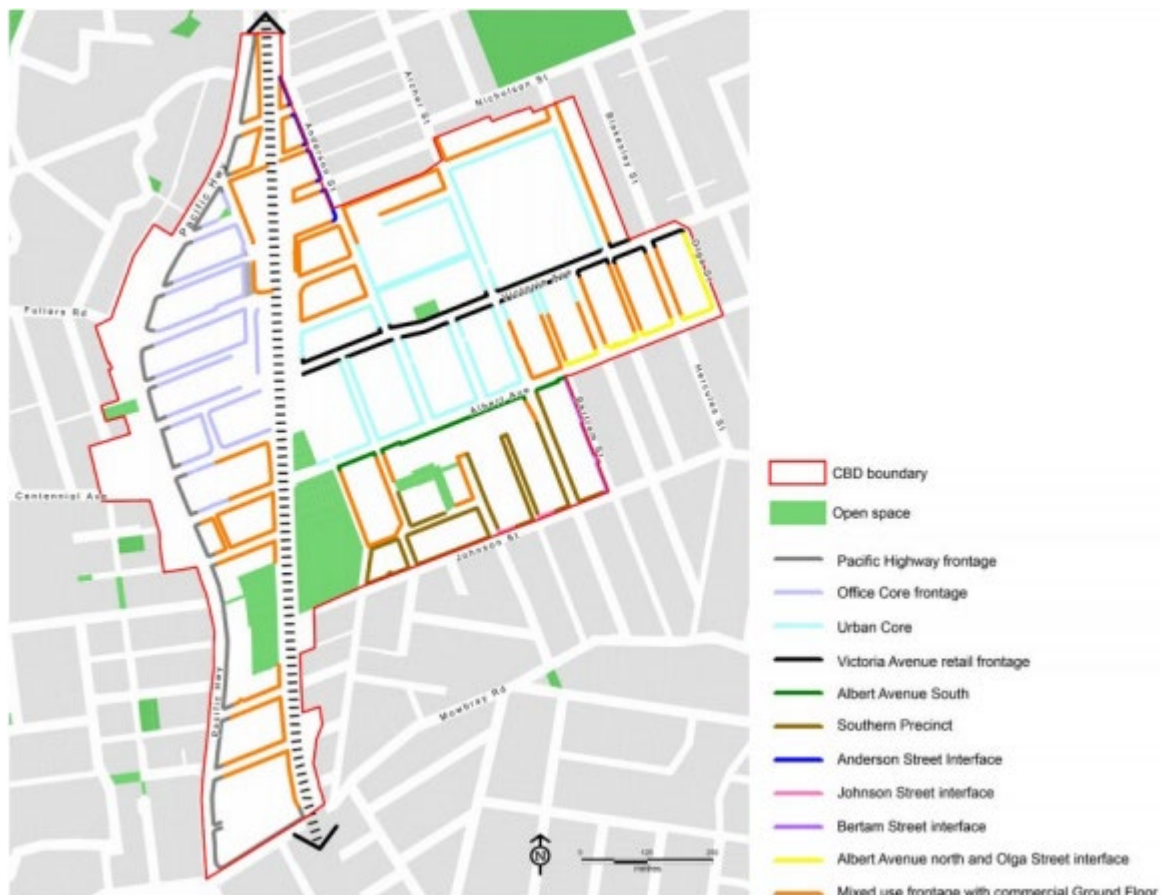 Archer St
Nicholson St
Blakesley St
Anderson St
Pacific Hwy
Olga St
Victoria Ave
Fullers Rd
Albert Ave
Bertram St
Hercules St
Centennial Ave
Johnson St
Pacific Hwy
Mowbray Rd
N
0
metres
CBD boundary
Open space
Pacific Highway frontage
Office Core frontage
Urban Core
Victoria Avenue retail frontage
Albert Avenue South
Southern Precinct
Anderson Street Interface
Johnson Street interface
Bertam Street interface
Albert Avenue north and Olga Street interface
Mixed use frontage with commercial Ground Floor